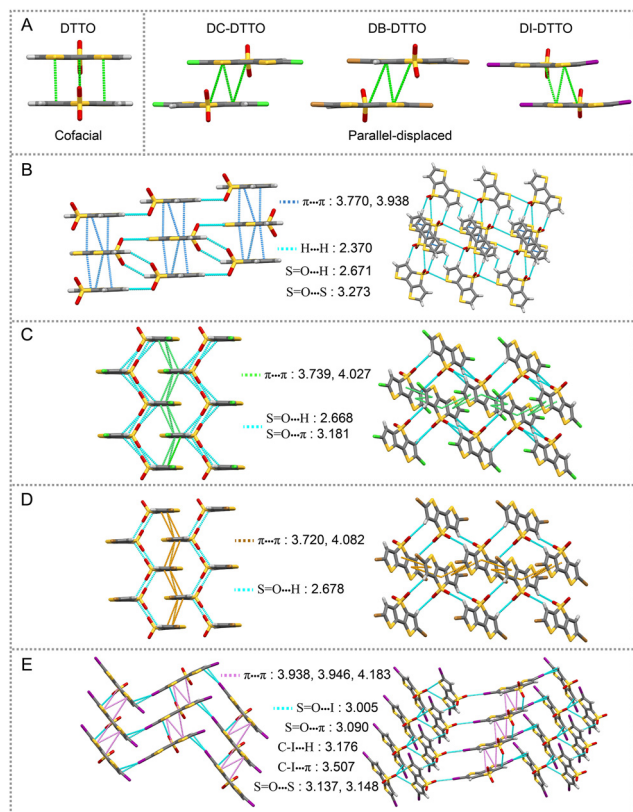 A
DTTO
DC-DTTO
DB-DTTO
DI-DTTO
Cofacial
Parallel-displaced
B
π···π : 3.770, 3.938
H···H : 2.370
S=O···H : 2.671
S=O···S : 3.273
C
π···π : 3.739, 4.027
S=O···H : 2.668
S=O···π : 3.181
D
π···π : 3.720, 4.082
S=O···H : 2.678
E
π···π : 3.938, 3.946, 4.183
S=O···I : 3.005
S=O···π : 3.090
C-I···H : 3.176
C-I···π : 3.507
S=O···S : 3.137, 3.148